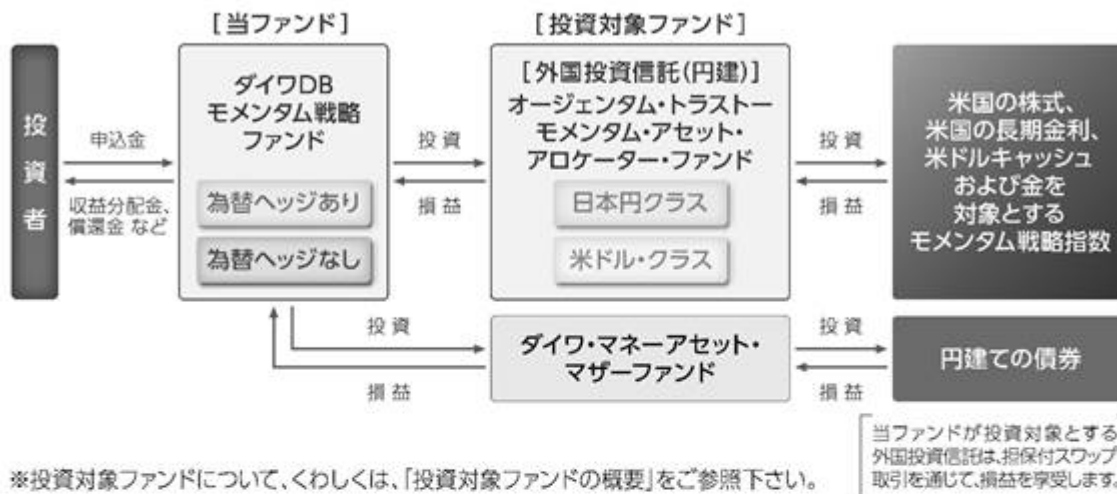 [当ファンド]
[投資対象ファンド]
投資者
申込金
収益分配金、
償還金 など
ダイワDB
モメンタム戦略
ファンド
為替ヘッジあり
為替ヘッジなし
投資
損益
[外国投資信託(円建)]
オージェンタム・トラスト―
モメンタム・アセット・
アロケーター・ファンド
日本円クラス
米ドル・クラス
投資
損益
米国の株式、
米国の長期金利、
米ドルキャッシュ
および金を
対象とする
モメンタム戦略指数
投資
損益
ダイワ・マネーアセット・
マザーファンド
投資
損益
円建ての債券
当ファンドが投資対象とする
外国投資信託は、担保付スワップ
取引を通じて、損益を享受します
※投資対象ファンドについて、くわしくは、「投資対象ファンドの概要」をご参照下さい。